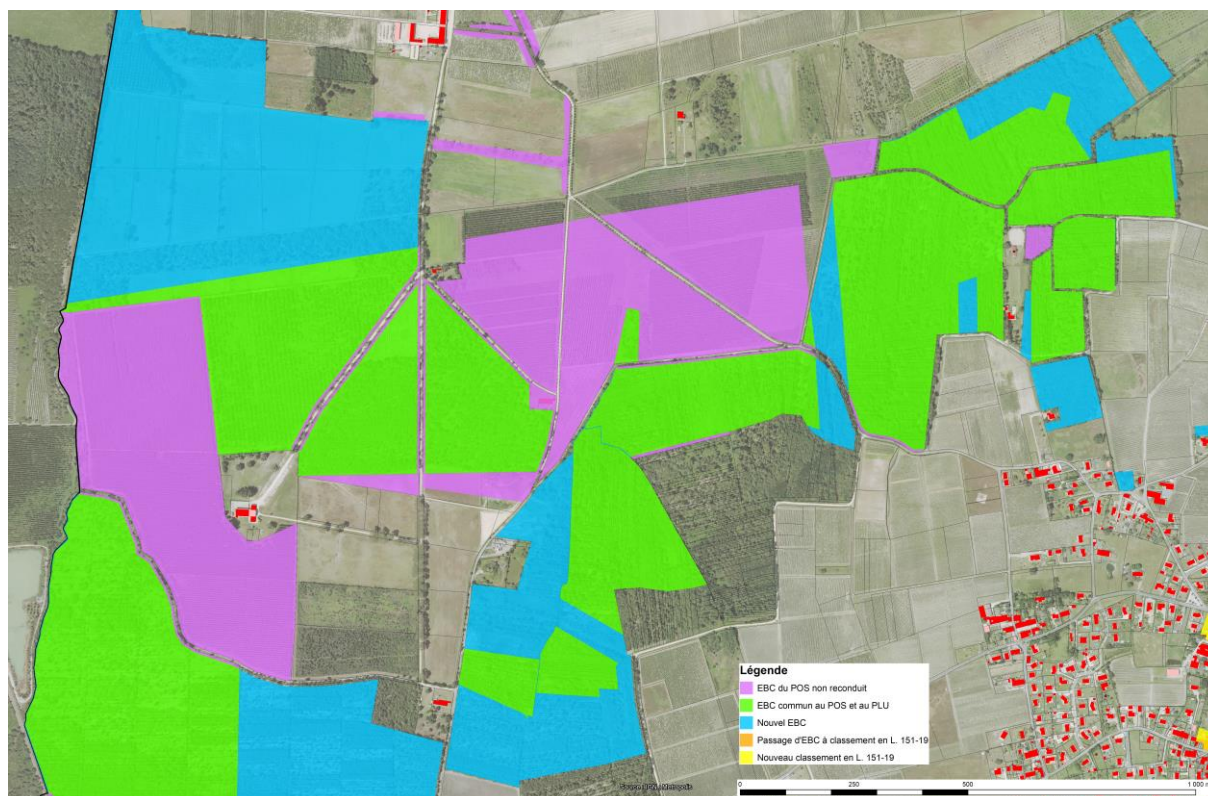 Légende
EBC du POS non reconduit
EBC commun au POS et au PLU
Nouvel EBC
Passage d'EBC à classement en L. 151-19
Nouveau classement en L. 151-19
0 250 500 1 000